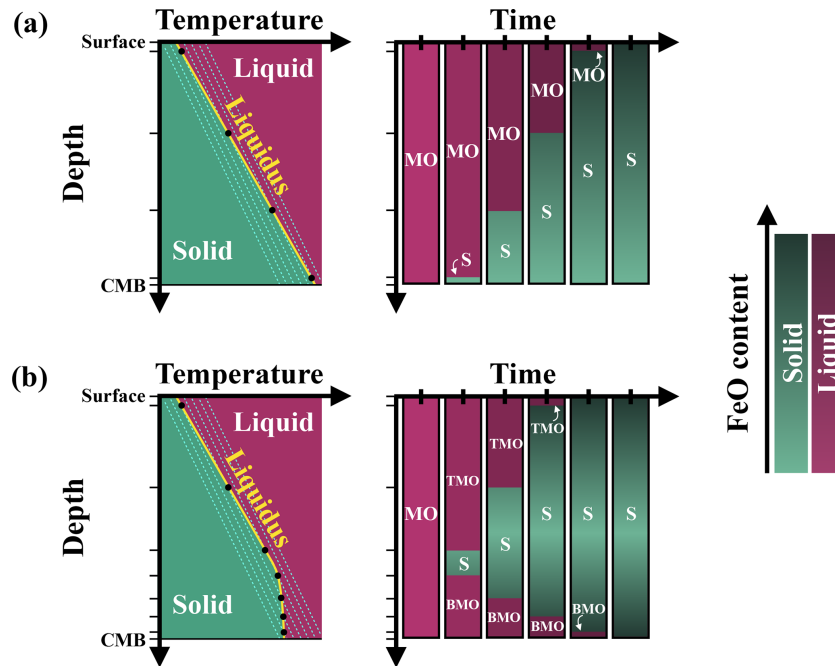 (a)
Temperature
Time
Surface
Depth
CMB
Liquid
Liquidus
Solid
MO
MO
S
MO
S
MO
S
MO
S
S
FeO content
Solid
Liquid
(b)
Temperature
Time
Surface
Depth
CMB
Liquid
Liquidus
Solid
MO
TMO
S
BMO
TMO
S
BMO
TMO
S
BMO
S
BMO
S